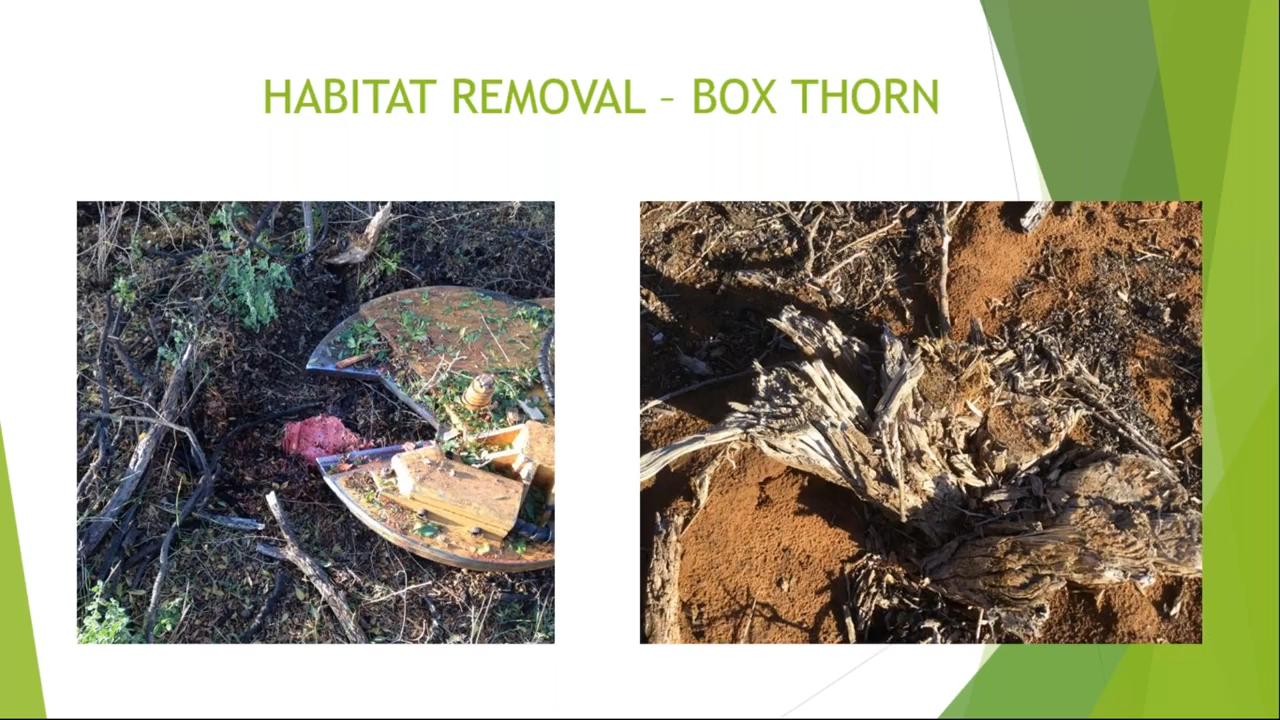 HABITAT REMOVAL – BOX THORN